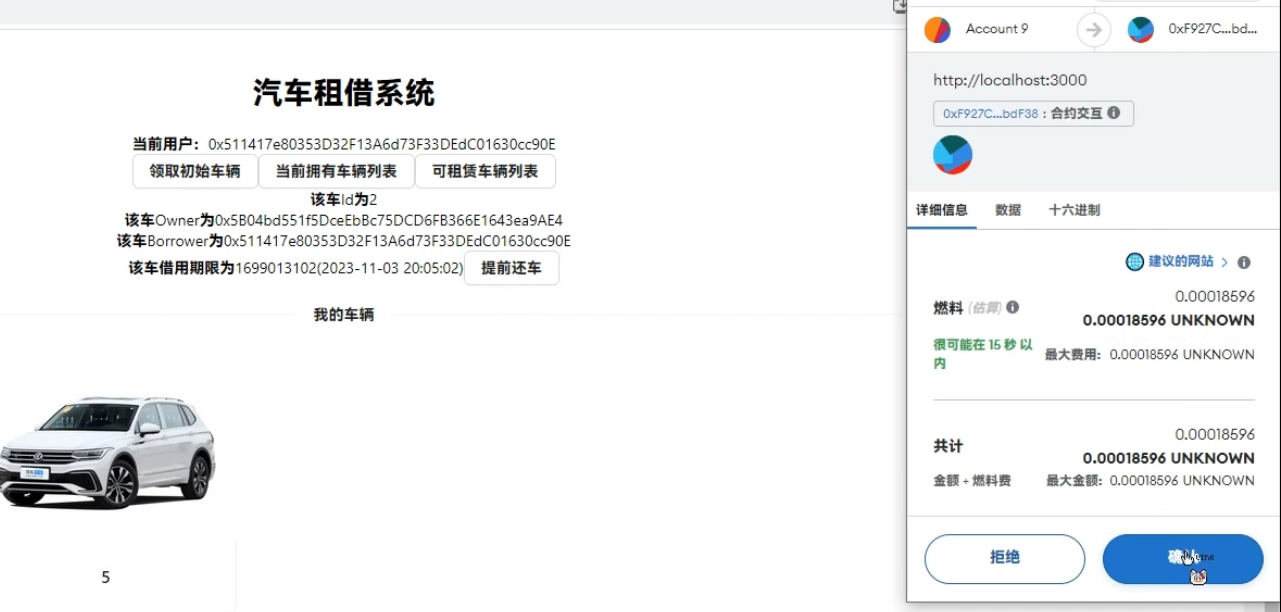 汽车租借系统
当前用户：0x511417e80353D32F13A6d73F33DEdC01630cc90E
领取初始车辆 当前拥有车辆列表 可租赁车辆列表
该车Id为2
该车Owner为0x5B04bd551f5DceEbBc75DCD6FB366E1643ea9AE4
该车Borrower为0x511417e80353D32F13A6d73F33DEdC01630cc90E
该车借用期限为1699013102(2023-11-03 20:05:02) 提前还车
我的车辆
5
Account 9 0xF927C...bd...
http://localhost:3000
0xF927C...bdF38 : 合约交互
详细信息 数据 十六进制
建议的网站 >
0.00018596
燃料 (估算) 0.00018596 UNKNOWN
很可能在 15 秒 以内 最大费用: 0.00018596 UNKNOWN
0.00018596
共计 0.00018596 UNKNOWN
金额 + 燃料费 最大金额: 0.00018596 UNKNOWN
拒绝 确认